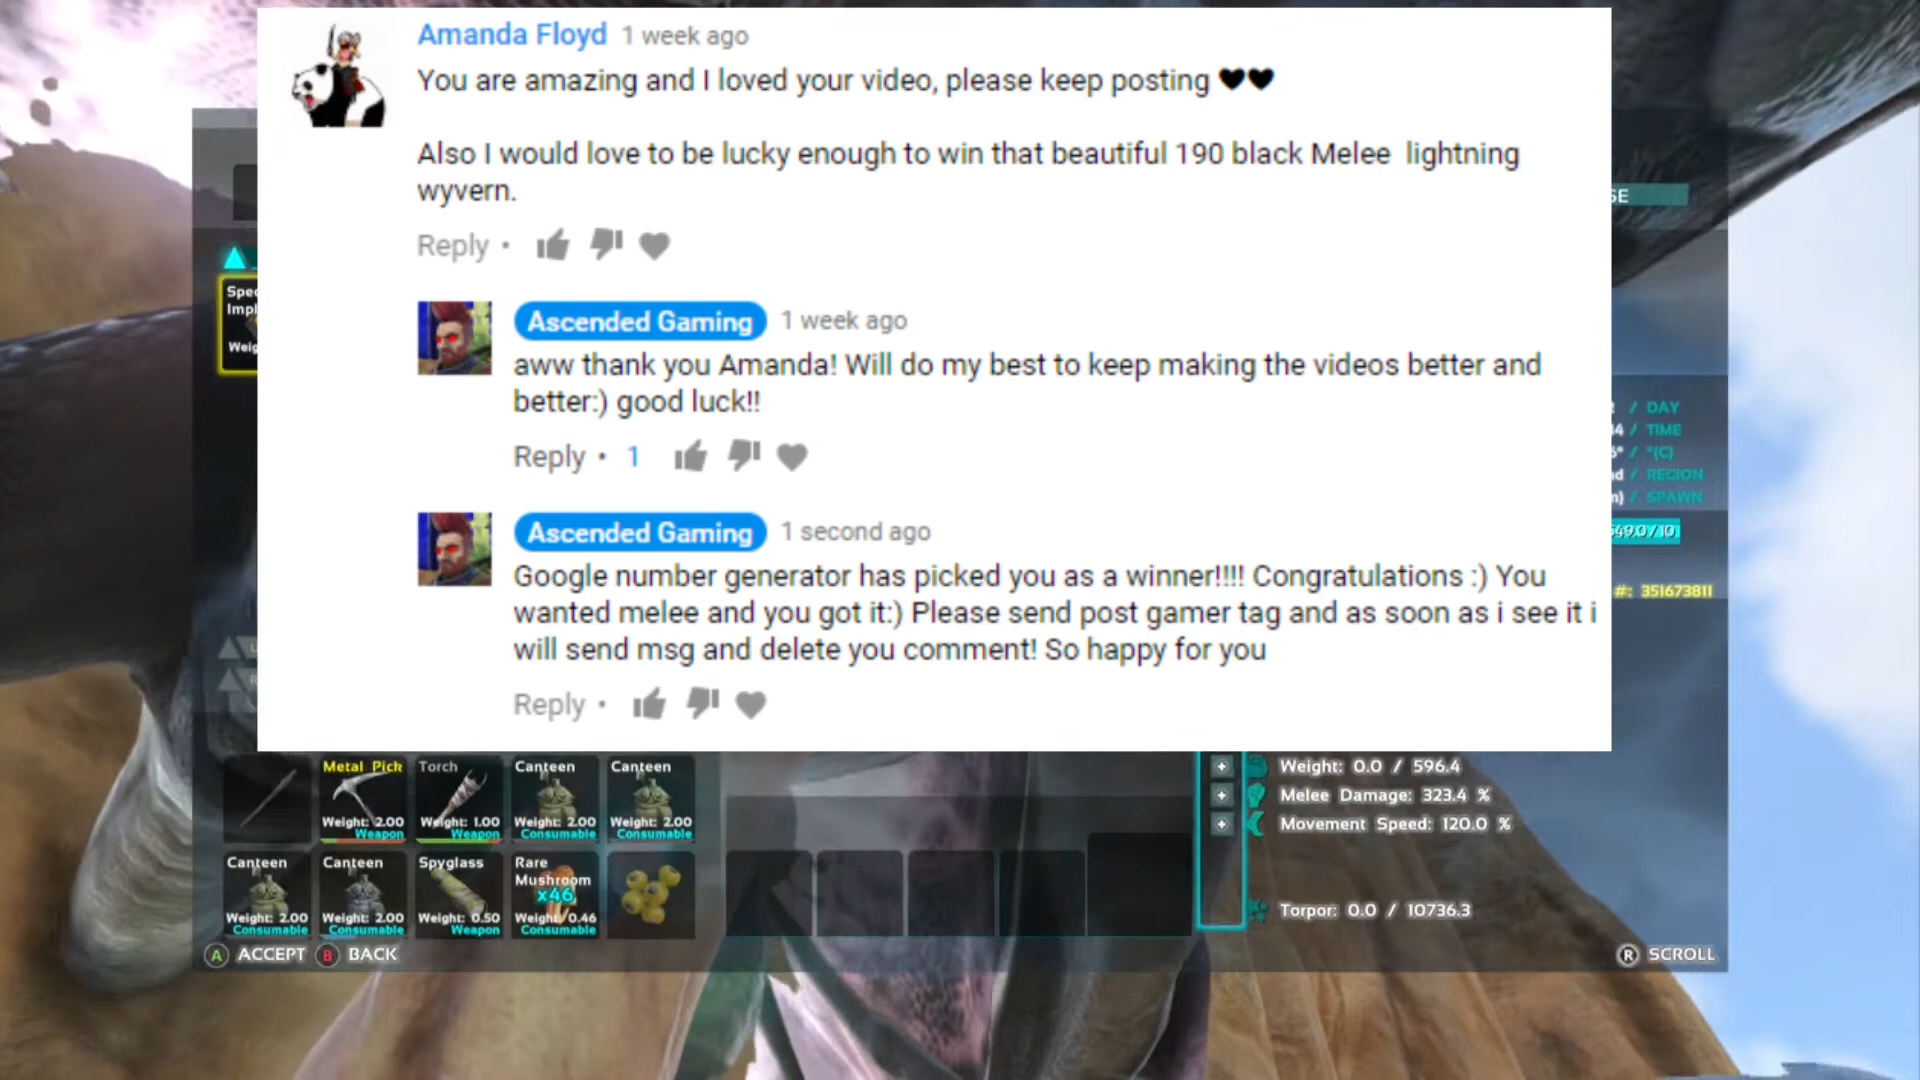 Amanda Floyd 1 week ago
You are amazing and I loved your video, please keep posting 🖤🖤
Also I would love to be lucky enough to win that beautiful 190 black Melee lightning
wyvern.
Reply •
Ascended Gaming 1 week ago
aww thank you Amanda! Will do my best to keep making the videos better and
better:) good luck!!
Reply • 1
Ascended Gaming 1 second ago
Google number generator has picked you as a winner!!!! Congratulations :) You
wanted melee and you got it:) Please send post gamer tag and as soon as i see it i
will send msg and delete you comment! So happy for you
Reply •
/ DAY
/ TIME
/ °(C)
/ REGION
/ SPAWN
#: 351673811
Metal Pick
Weight: 2.00
Weapon
Torch
Weight: 1.00
Weapon
Canteen
Weight: 2.00
Consumable
Canteen
Weight: 2.00
Consumable
Canteen
Weight: 2.00
Consumable
Canteen
Weight: 2.00
Consumable
Spyglass
Weight: 0.50
Weapon
Rare
Mushroom
x46
Weight: 0.46
Consumable
Weight: 0.0 / 596.4
Melee Damage: 323.4 %
Movement Speed: 120.0 %
Torpor: 0.0 / 10736.3
A ACCEPT B BACK
R SCROLL